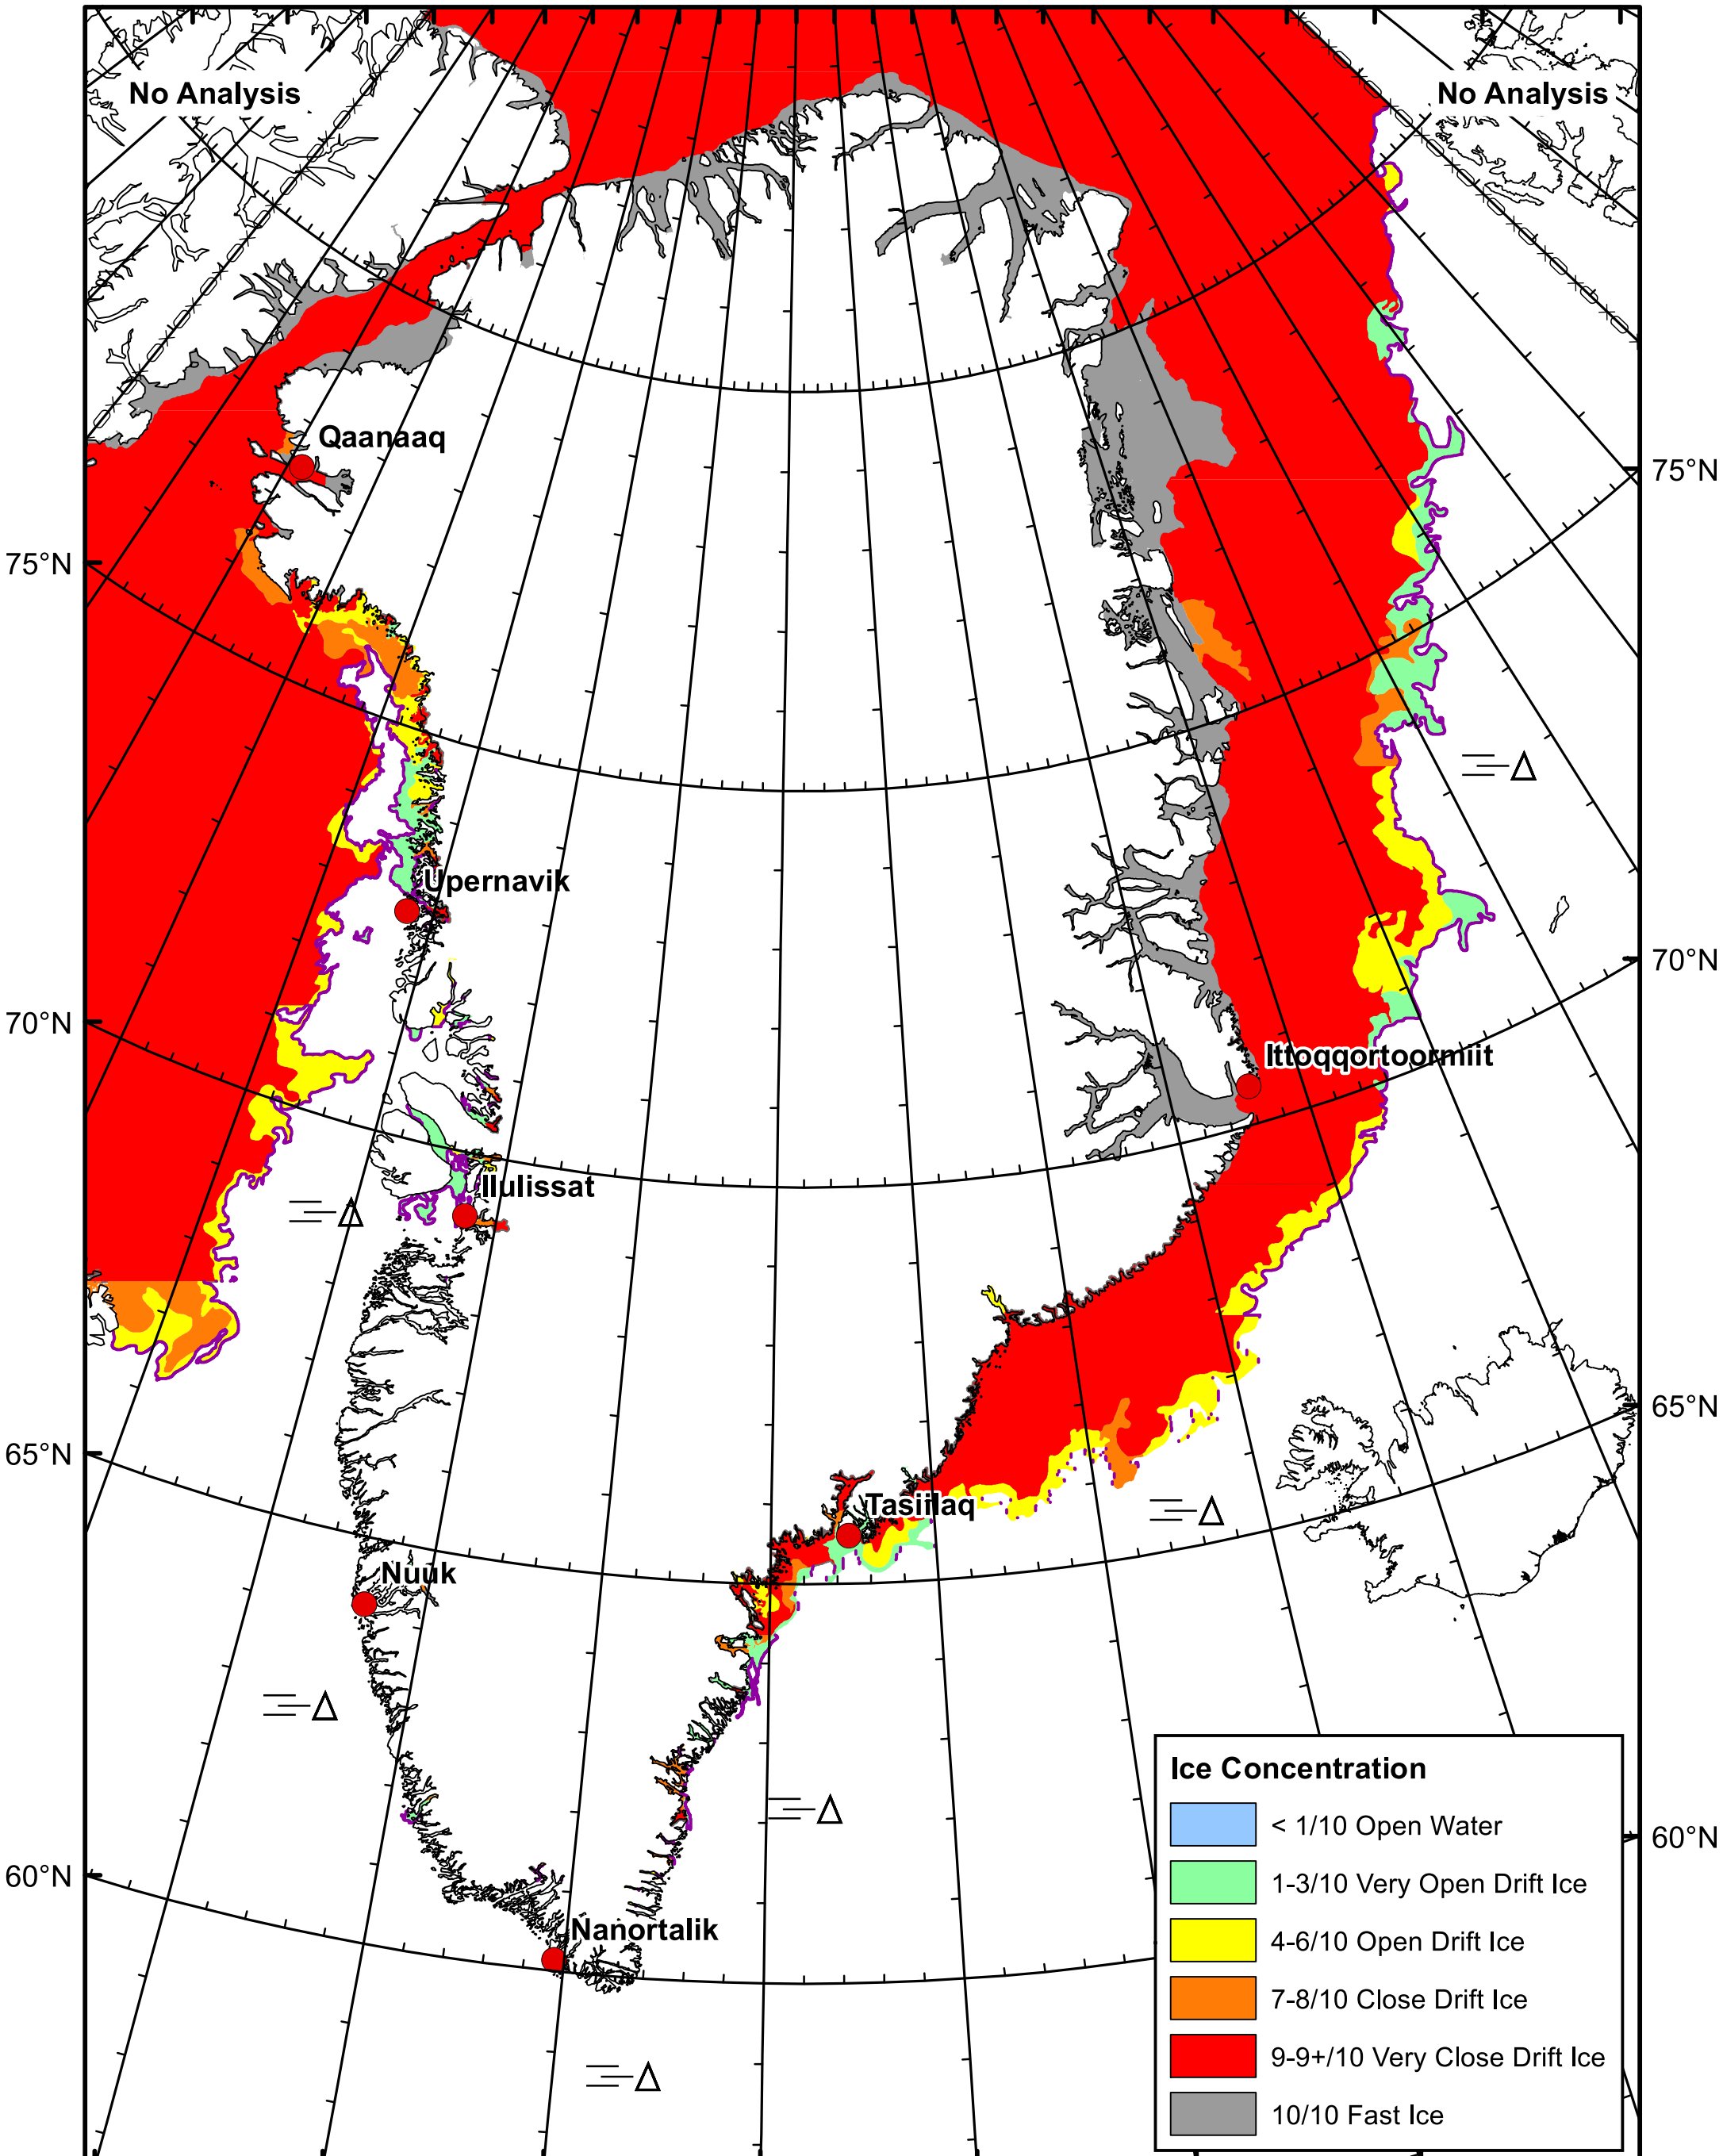 No Analysis
No Analysis
Qaanaaq
75°N
75°N
Upernavik
70°N
70°N
Ittoqqortoormiit
Ilulissat
65°N
65°N
Tasiilaq
Nuuk
Ice Concentration
< 1/10 Open Water
60°N
60°N
1-3/10 Very Open Drift Ice
4-6/10 Open Drift Ice
Nanortalik
7-8/10 Close Drift Ice
9-9+/10 Very Close Drift Ice
10/10 Fast Ice